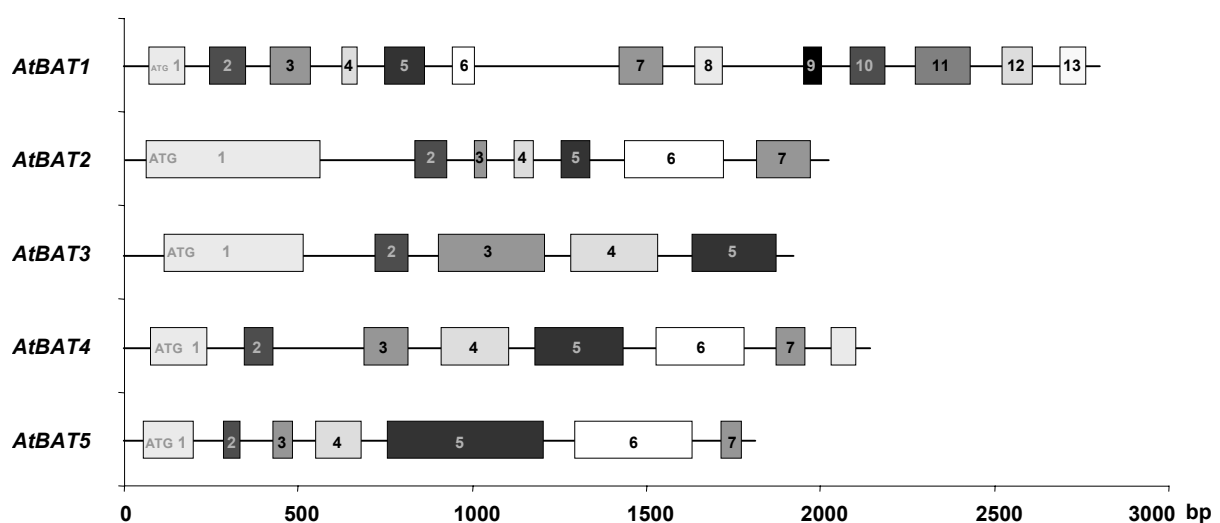 AtBAT1 ATG 1 2 3 4 5 6 7 8 9 10 11 12 13
AtBAT2 ATG 1 2 3 4 5 6 7
AtBAT3 ATG 1 2 3 4 5
AtBAT4 ATG 1 2 3 4 5 6 7
AtBAT5 ATG 1 2 3 4 5 6 7
0 500 1000 1500 2000 2500 3000 bp